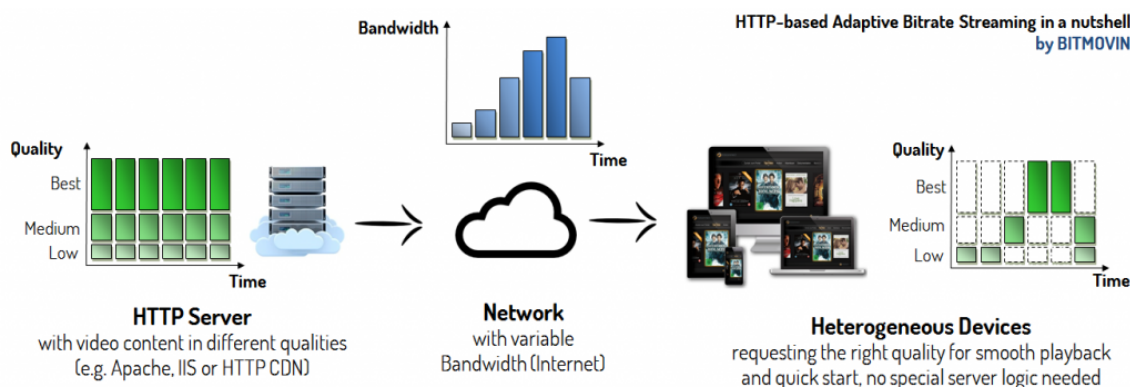 HTTP-based Adaptive Bitrate Streaming in a nutshell
by BITMOVIN
Bandwidth
Time
Quality
Best
Medium
Low
Time
Quality
Best
Medium
Low
Time
HTTP Server
with video content in different qualities
(e.g. Apache, IIS or HTTP CDN)
Network
with variable
Bandwidth (Internet)
Heterogeneous Devices
requesting the right quality for smooth playback
and quick start, no special server logic needed